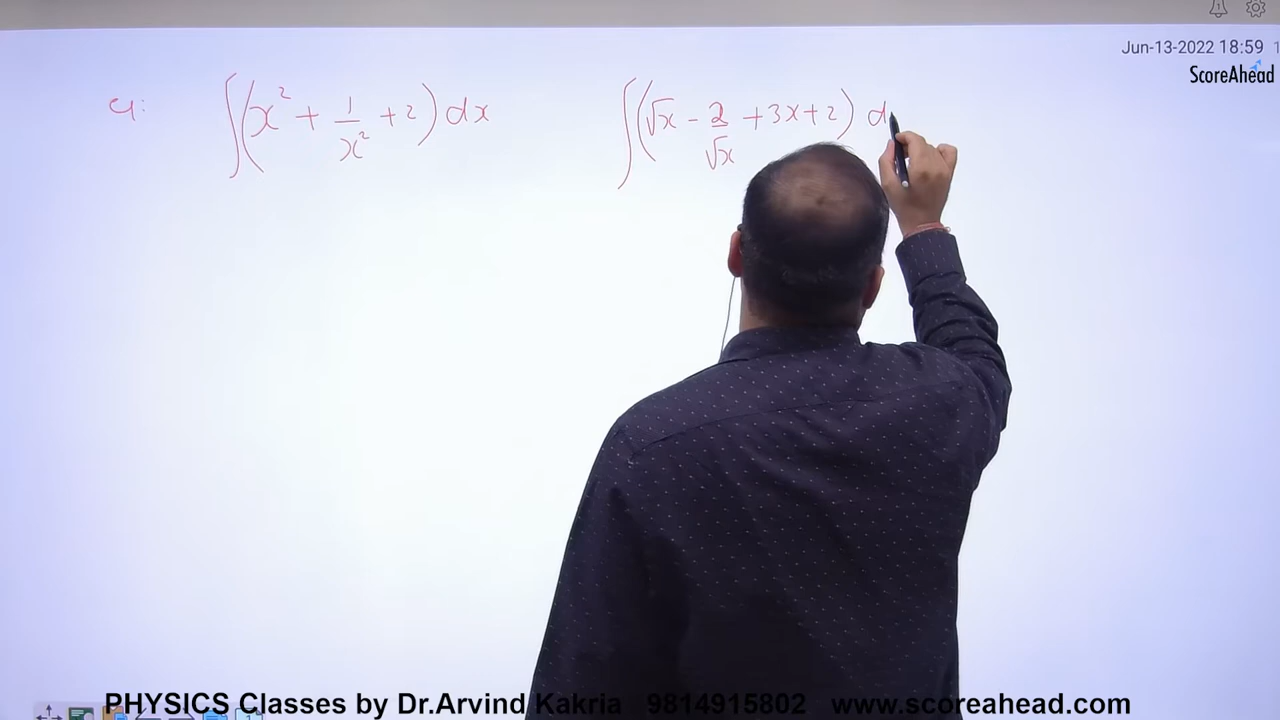 Jun-13-2022 18:59 1
ScoreAhead
∫(x² + 1/x² + 2) dx ∫(√x - 2/√x + 3x + 2) d
PHYSICS Classes by Dr.Arvind Kakria 9814915802 www.scoreahead.com